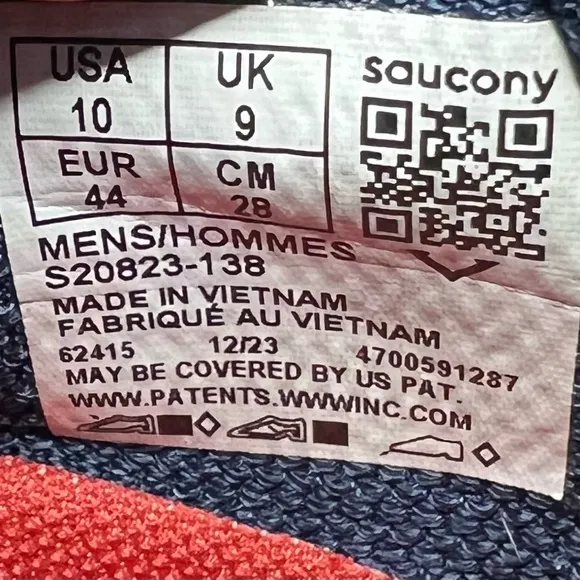 USA UK
10 9
EUR CM
44 28
saucony
MENS/HOMMES
S20823-138
MADE IN VIETNAM
FABRIQUÉ AU VIETNAM
62415 12/23 4700591287
MAY BE COVERED BY US PAT.
WWW.PATENTS.WWWINC.COM